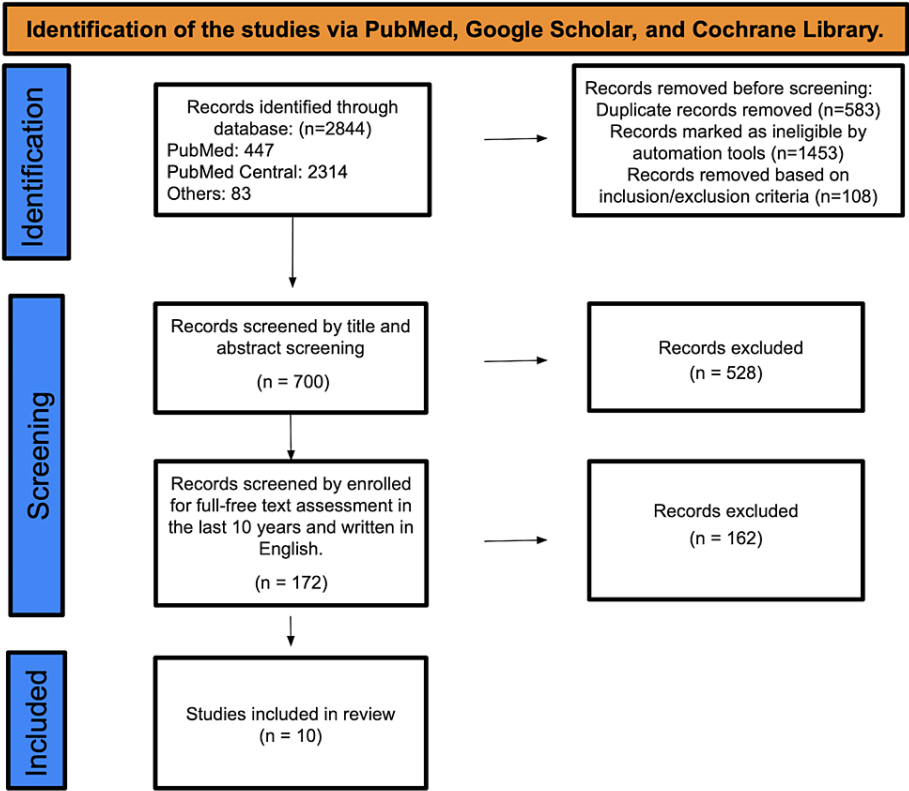 Identification of the studies via PubMed, Google Scholar, and Cochrane Library.
Identification
Records identified through
database: (n=2844)
PubMed: 447
PubMed Central: 2314
Others: 83
Records removed before screening:
Duplicate records removed (n=583)
Records marked as ineligible by
automation tools (n=1453)
Records removed based on
inclusion/exclusion criteria (n=108)
Screening
Records screened by title and
abstract screening
(n = 700)
Records excluded
(n = 528)
Records screened by enrolled
for full-free text assessment in
the last 10 years and written in
English.
(n = 172)
Records excluded
(n = 162)
Included
Studies included in review
(n = 10)